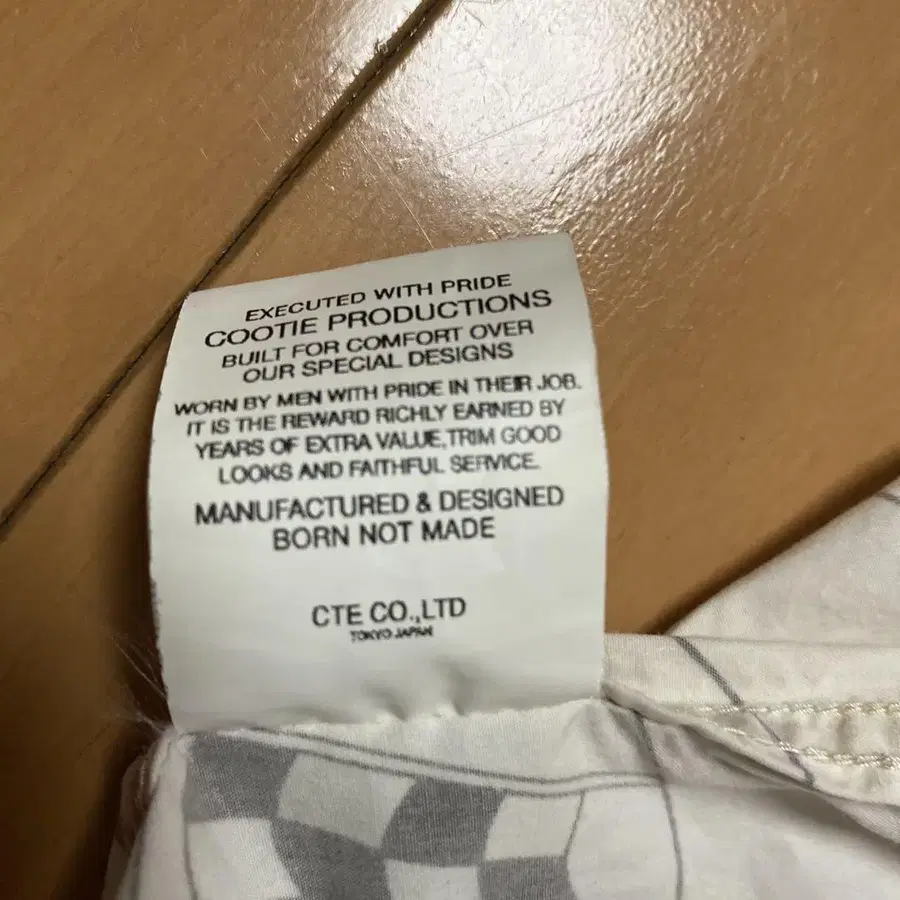 EXECUTED WITH PRIDE
COOTIE PRODUCTIONS
BUILT FOR COMFORT OVER
OUR SPECIAL DESIGNS
WORN BY MEN WITH PRIDE IN THEIR JOB.
IT IS THE REWARD RICHLY EARNED BY
YEARS OF EXTRA VALUE,TRIM GOOD
LOOKS AND FAITHFUL SERVICE.
MANUFACTURED & DESIGNED
BORN NOT MADE
CTE CO.,LTD
TOKYO JAPAN